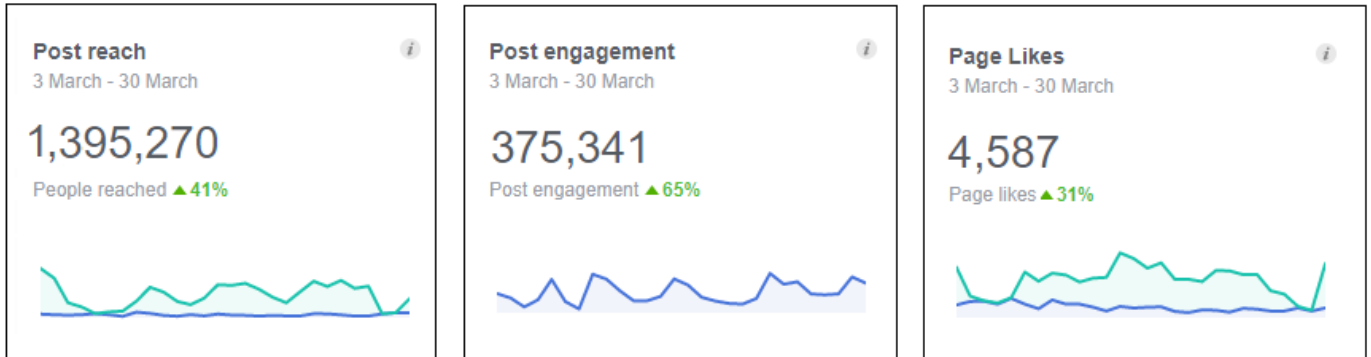 Post reach
i
3 March - 30 March
1,395,270
People reached ▲ 41%
Post engagement
i
3 March - 30 March
375,341
Post engagement ▲ 65%
Page Likes
i
3 March - 30 March
4,587
Page likes ▲ 31%